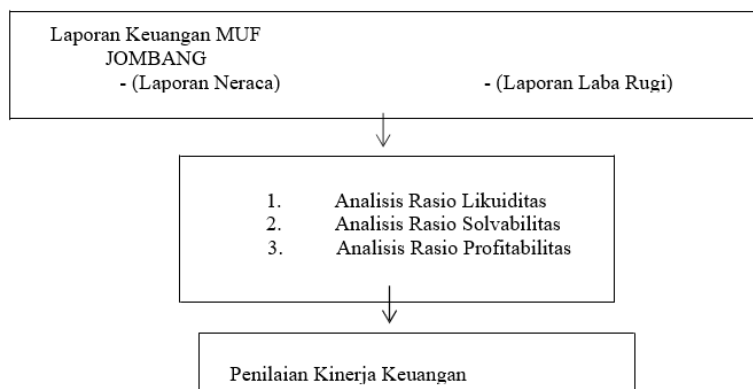 Laporan Keuangan MUF
JOMBANG
- (Laporan Neraca) - (Laporan Laba Rugi)
1. Analisis Rasio Likuiditas
2. Analisis Rasio Solvabilitas
3. Analisis Rasio Profitabilitas
Penilaian Kinerja Keuangan